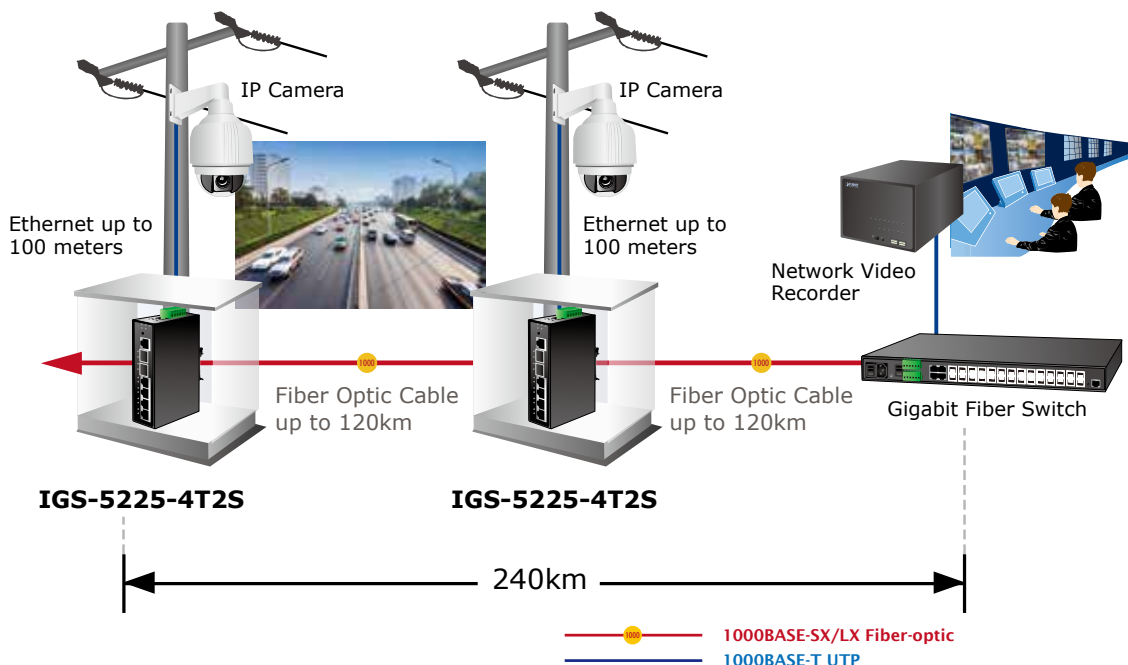 IP Camera
IP Camera
Ethernet up to
100 meters
Ethernet up to
100 meters
Network Video
Recorder
1000
1000
Fiber Optic Cable
up to 120km
Fiber Optic Cable
up to 120km
Gigabit Fiber Switch
IGS-5225-4T2S
IGS-5225-4T2S
240km
1000
1000BASE-SX/LX Fiber-optic
1000BASE-T UTP